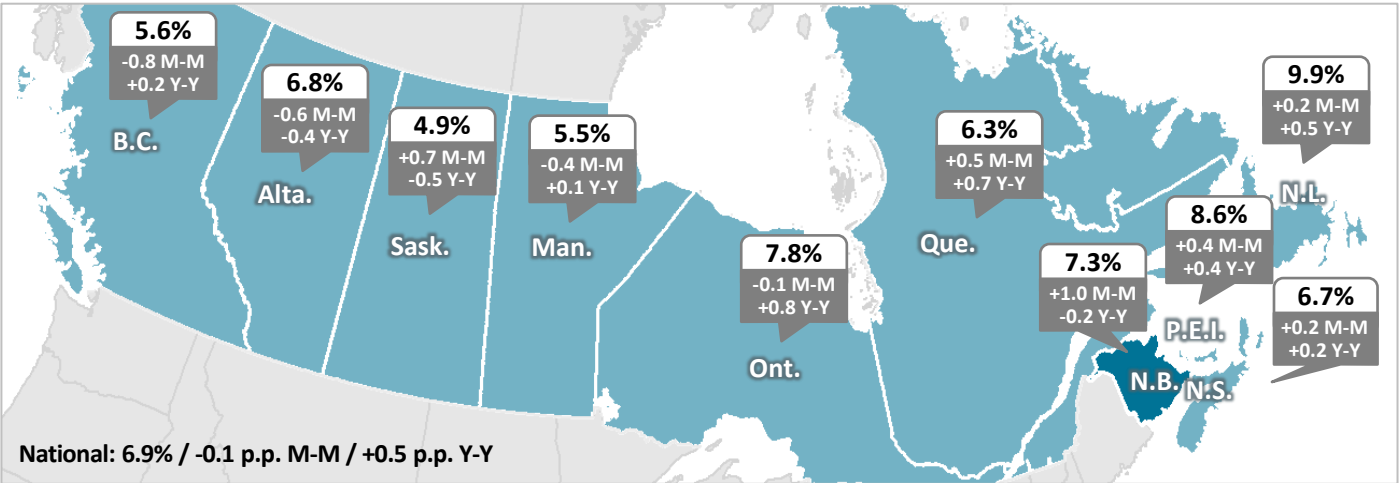 5.6%
-0.8 M-M
+0.2 Y-Y
B.C.
6.8%
-0.6 M-M
-0.4 Y-Y
Alta.
4.9%
+0.7 M-M
-0.5 Y-Y
Sask.
5.5%
-0.4 M-M
+0.1 Y-Y
Man.
7.8%
-0.1 M-M
+0.8 Y-Y
Ont.
6.3%
+0.5 M-M
+0.7 Y-Y
Que.
7.3%
+1.0 M-M
-0.2 Y-Y
N.B.
8.6%
+0.4 M-M
+0.4 Y-Y
P.E.I.
9.9%
+0.2 M-M
+0.5 Y-Y
N.L.
6.7%
+0.2 M-M
+0.2 Y-Y
N.S.
National: 6.9% / -0.1 p.p. M-M / +0.5 p.p. Y-Y